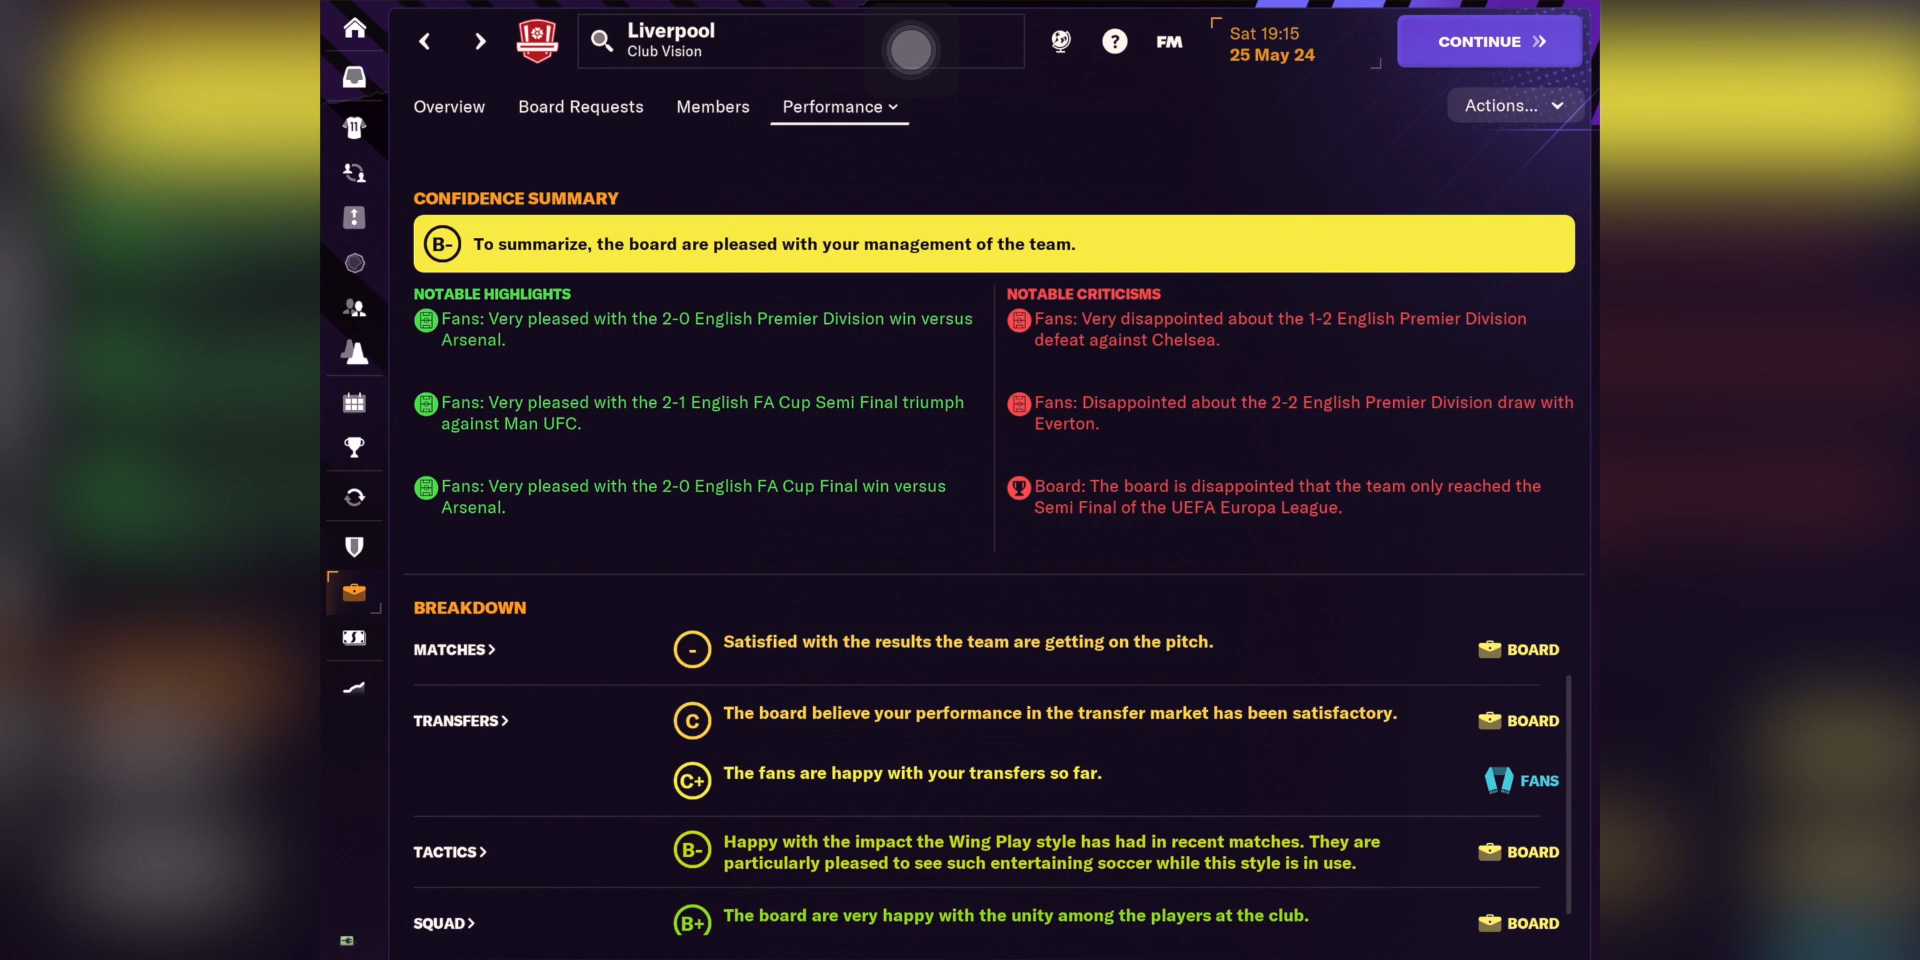 Liverpool
Club Vision
FM
Sat 19:15
25 May 24
CONTINUE
Overview
Board Requests
Members
Performance
Actions...
11
CONFIDENCE SUMMARY
B-
To summarize, the board are pleased with your management of the team.
NOTABLE HIGHLIGHTS
Fans: Very pleased with the 2-0 English Premier Division win versus
Arsenal.
Fans: Very pleased with the 2-1 English FA Cup Semi Final triumph
against Man UFC.
Fans: Very pleased with the 2-0 English FA Cup Final win versus
Arsenal.
NOTABLE CRITICISMS
Fans: Very disappointed about the 1-2 English Premier Division
defeat against Chelsea.
Fans: Disappointed about the 2-2 English Premier Division draw with
Everton.
Board: The board is disappointed that the team only reached the
Semi Final of the UEFA Europa League.
BREAKDOWN
MATCHES
-
Satisfied with the results the team are getting on the pitch.
BOARD
TRANSFERS
C
The board believe your performance in the transfer market has been satisfactory.
BOARD
C+
The fans are happy with your transfers so far.
FANS
TACTICS
B-
Happy with the impact the Wing Play style has had in recent matches. They are
particularly pleased to see such entertaining soccer while this style is in use.
BOARD
SQUAD
B+
The board are very happy with the unity among the players at the club.
BOARD